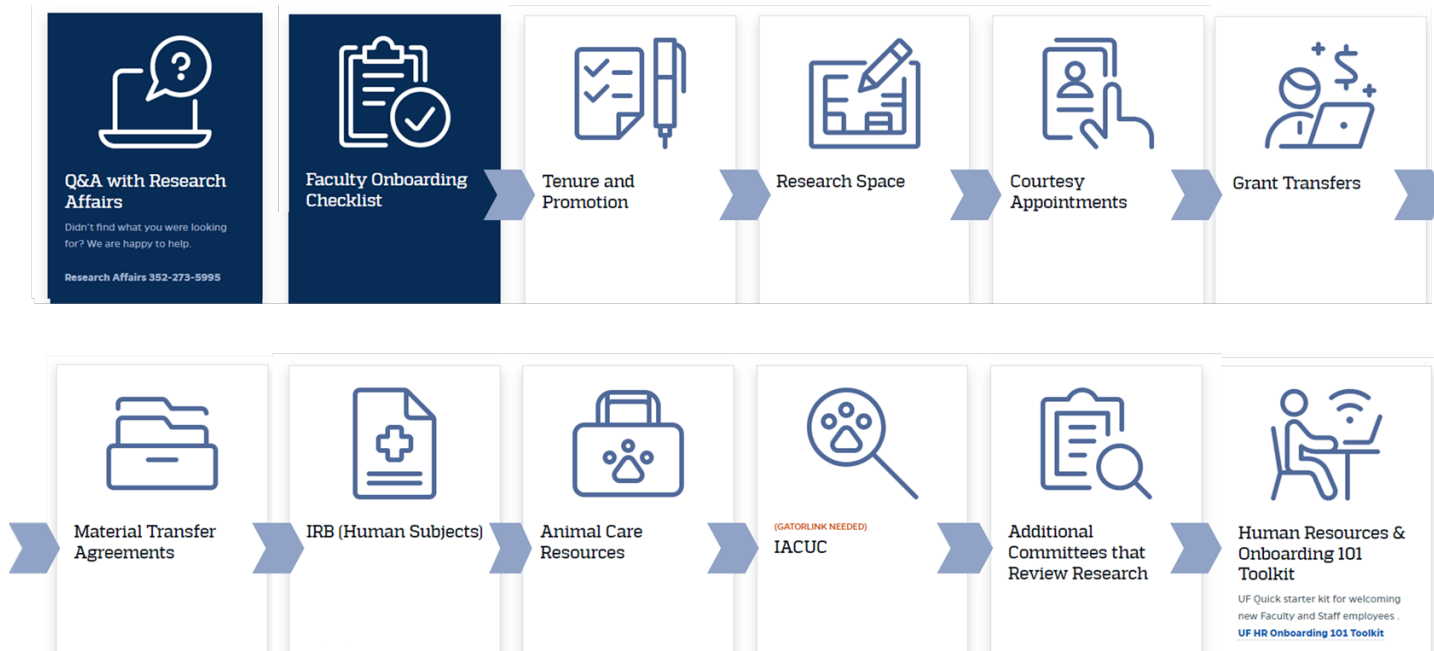 Q&A with Research
Affairs
Didn't find what you were looking
for? We are happy to help.
Research Affairs 352-273-5995
Faculty Onboarding
Checklist
Tenure and
Promotion
Research Space
Courtesy
Appointments
Grant Transfers
Material Transfer
Agreements
IRB (Human Subjects)
Animal Care
Resources
(GATORLINK NEEDED)
IACUC
Additional
Committees that
Review Research
Human Resources &
Onboarding 101
Toolkit
UF Quick starter kit for welcoming
new Faculty and Staff employees .
UF HR Onboarding 101 Toolkit